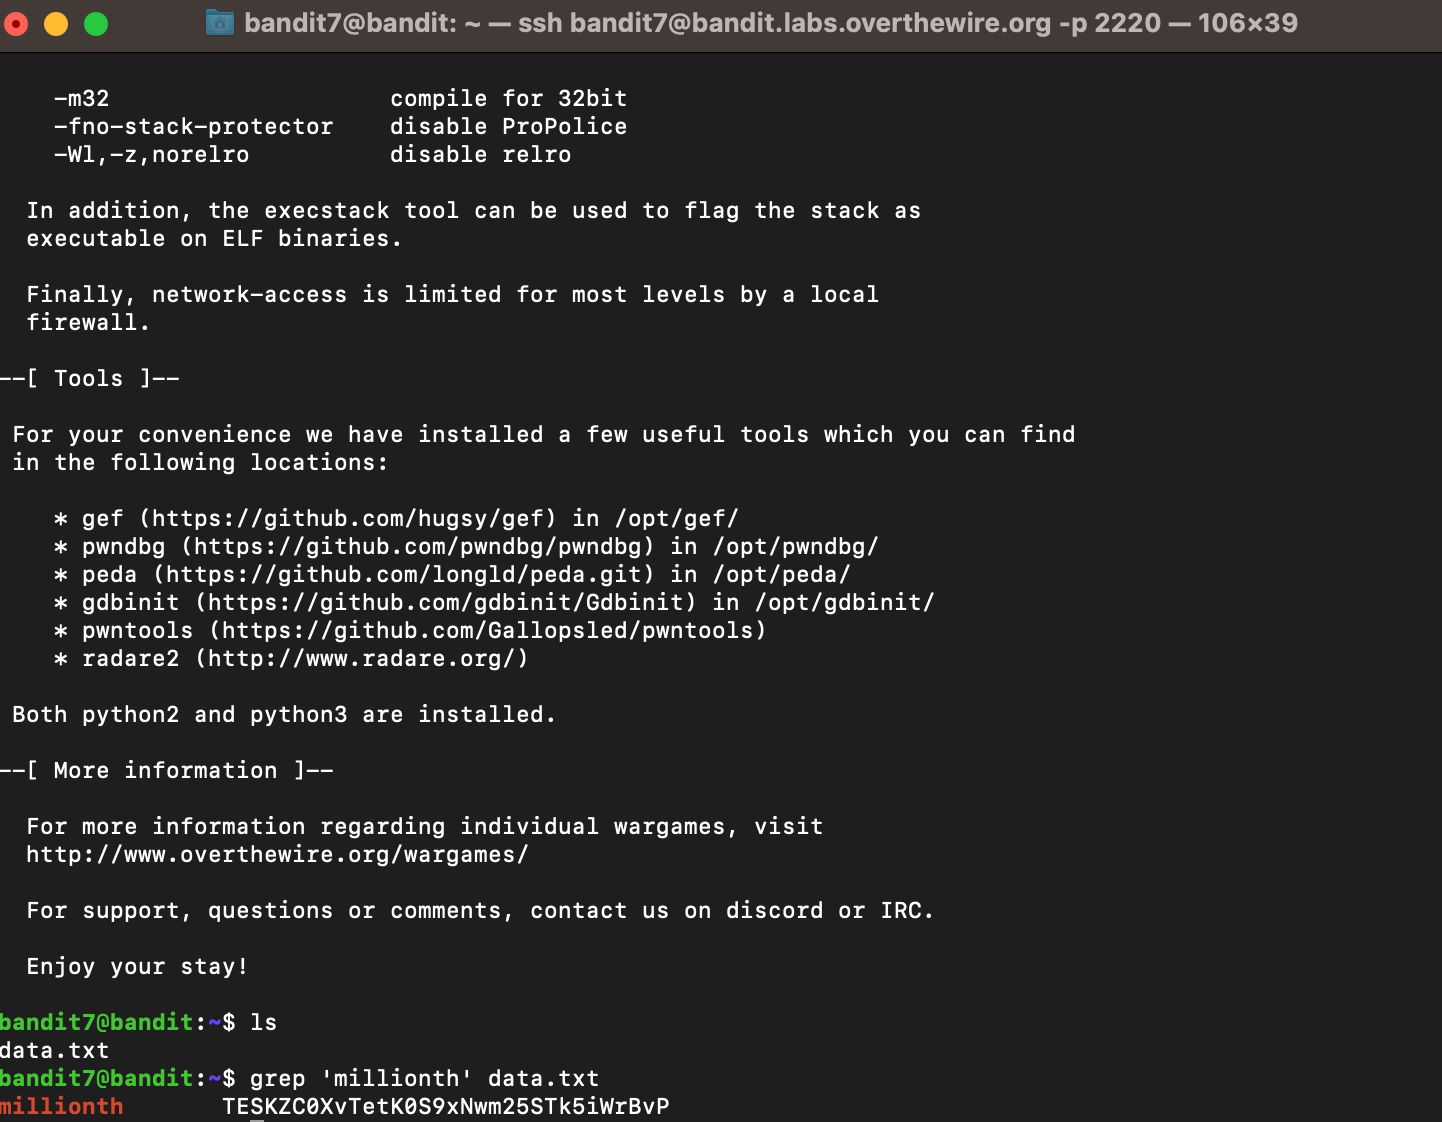 bandit7@bandit: ~ — ssh bandit7@bandit.labs.overthewire.org -p 2220 — 106×39
-m32 compile for 32bit
-fno-stack-protector disable ProPolice
-Wl,-z,norelro disable relro
In addition, the execstack tool can be used to flag the stack as
executable on ELF binaries.
Finally, network-access is limited for most levels by a local
firewall.
--[ Tools ]--
For your convenience we have installed a few useful tools which you can find
in the following locations:
* gef (https://github.com/hugsy/gef) in /opt/gef/
* pwndbg (https://github.com/pwndbg/pwndbg) in /opt/pwndbg/
* peda (https://github.com/longld/peda.git) in /opt/peda/
* gdbinit (https://github.com/gdbinit/Gdbinit) in /opt/gdbinit/
* pwntools (https://github.com/Gallopsled/pwntools)
* radare2 (http://www.radare.org/)
Both python2 and python3 are installed.
--[ More information ]--
For more information regarding individual wargames, visit
http://www.overthewire.org/wargames/
For support, questions or comments, contact us on discord or IRC.
Enjoy your stay!
bandit7@bandit:~$ ls
data.txt
bandit7@bandit:~$ grep 'millionth' data.txt
millionth TESKZC0XvTetK0S9xNwm25STk5iWrBvP